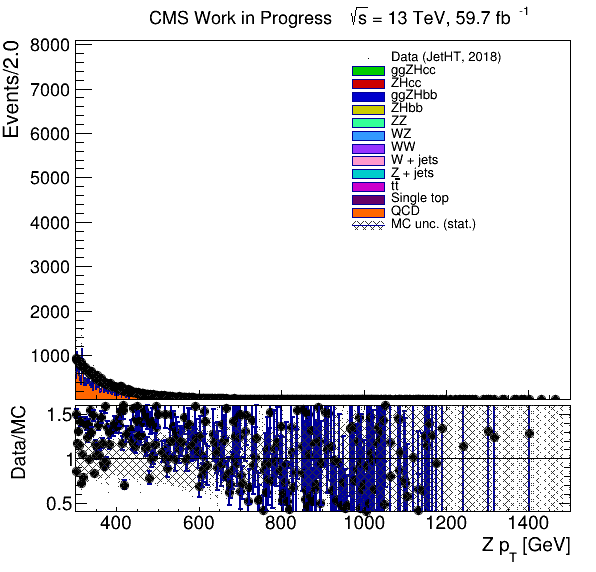 CMS Work in Progress √s = 13 TeV, 59.7 fb⁻¹
Events/2.0
8000
7000
6000
5000
4000
3000
2000
1000
Data (JetHT, 2018)
ggZHcc
ZHcc
ggZHbb
ZHbb
ZZ
WZ
WW
W + jets
Z + jets
tt̄
Single top
QCD
MC unc. (stat.)
Data/MC
1.5
1
0.5
400 600 800 1000 1200 1400
Z p_T [GeV]